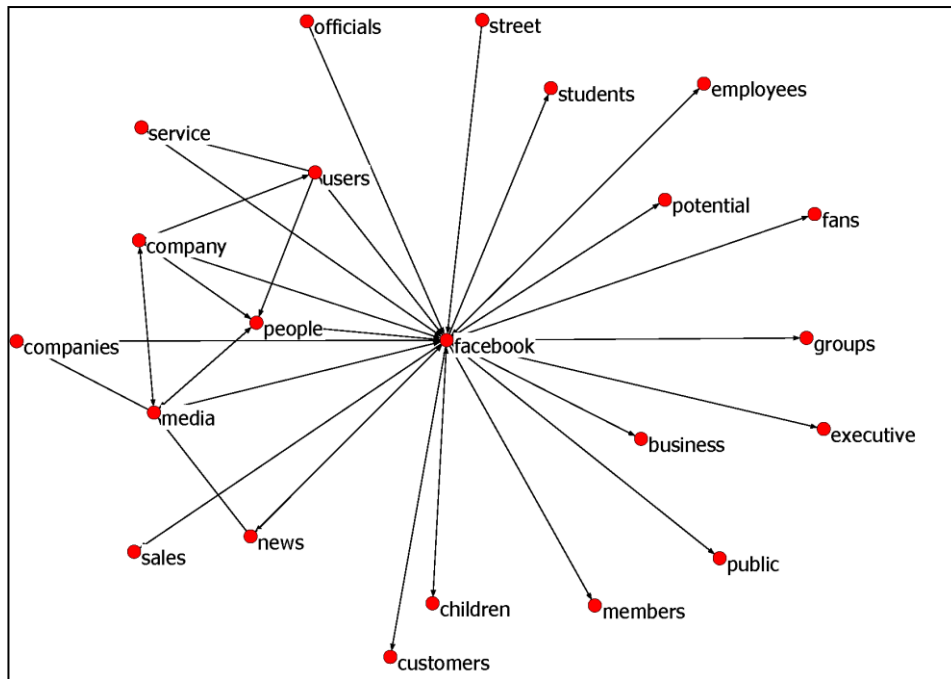 officials
street
students
employees
service
users
potential
fans
company
people
companies
facebook
groups
media
business
executive
news
sales
public
children
members
customers